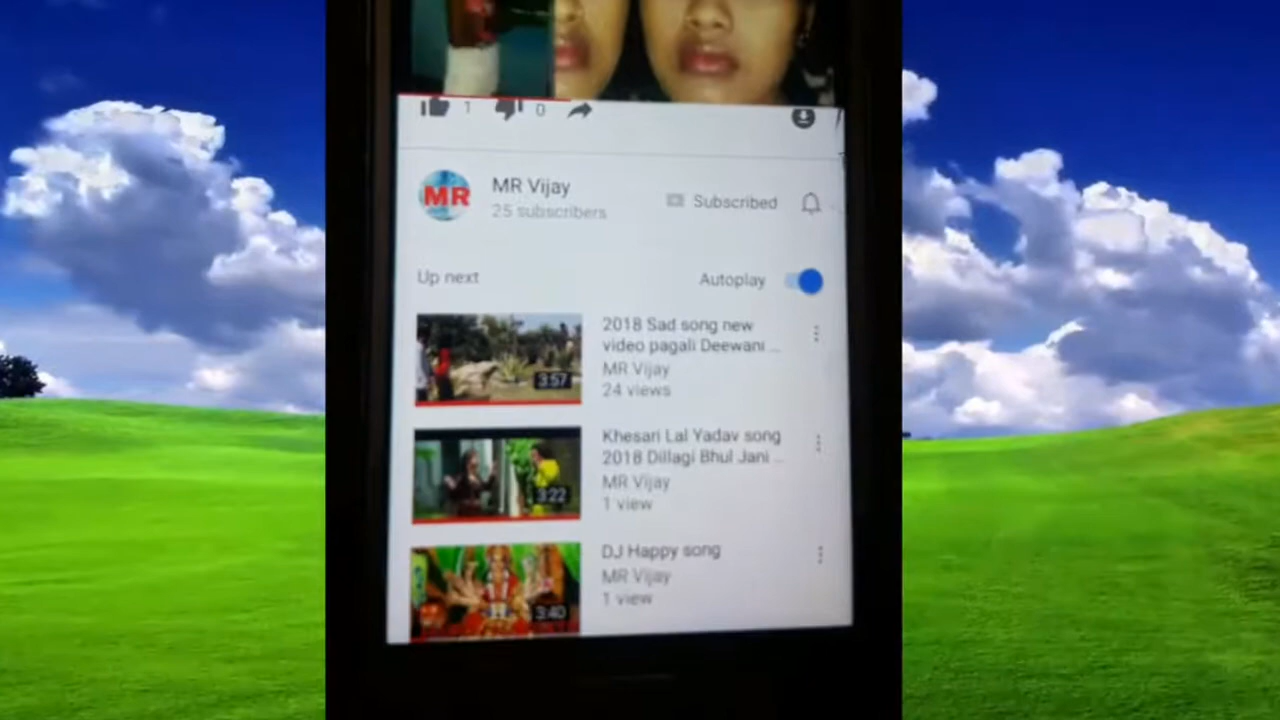 1
0
MR
MR Vijay
25 subscribers
Subscribed
Up next
Autoplay
2018 Sad song new
video pagali Deewani ...
MR Vijay
24 views
3:57
Khesari Lal Yadav song
2018 Dillagi Bhul Jani ...
MR Vijay
1 view
3:22
DJ Happy song
MR Vijay
1 view
3:40